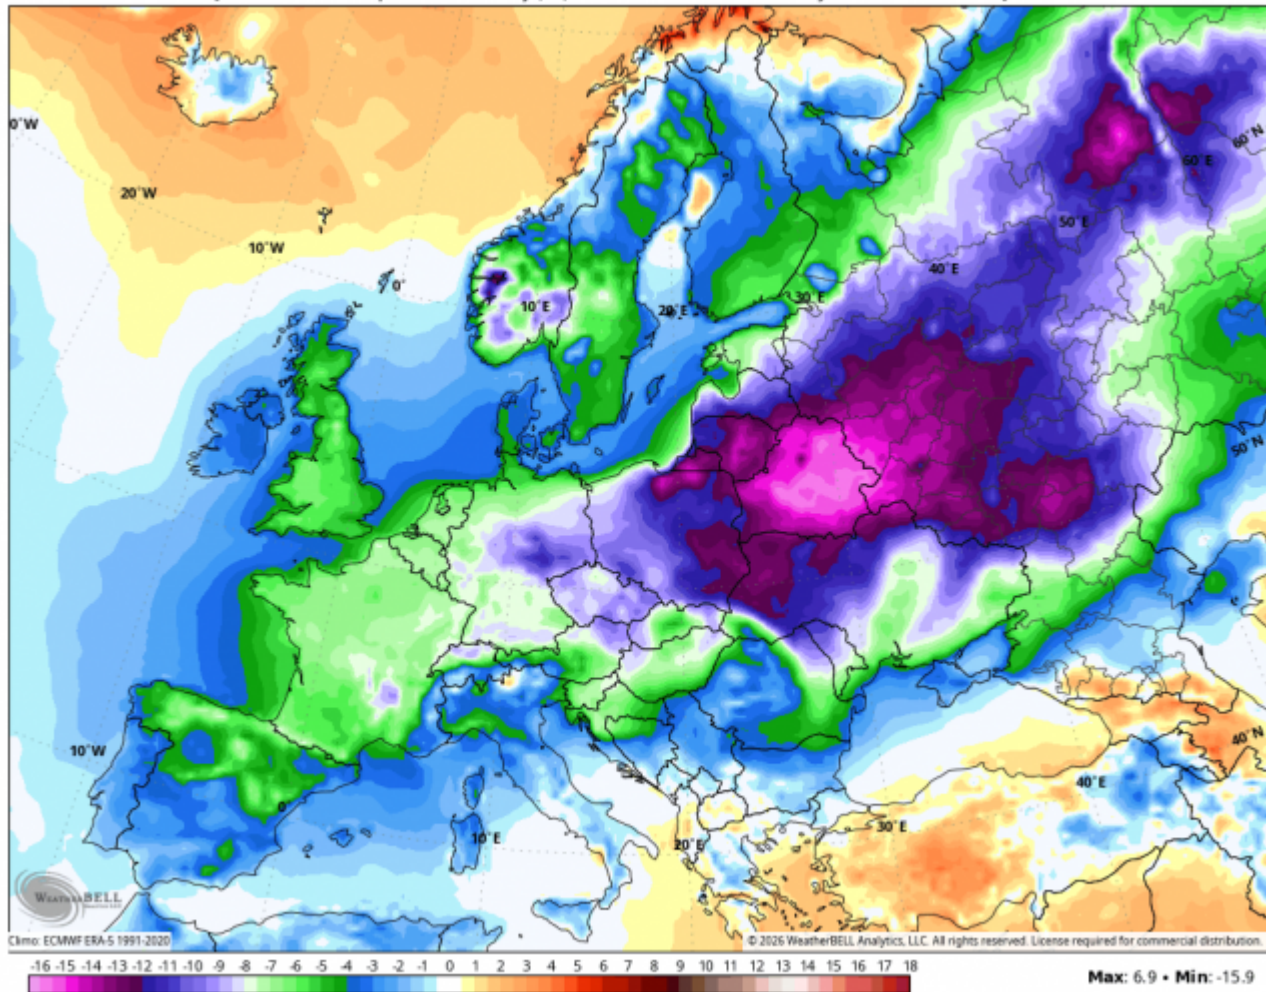 0°W
20°W
10°W
0°
10°E
20°E
30°E
40°E
50°E
60°E
60°N
50°N
10°W
0
10°E
20°E
30°E
40°E
40°N
WEATHERBELL
Climo: ECMWF ERA-5 1991-2020
© 2026 WeatherBELL Analytics, LLC. All rights reserved. License required for commercial distribution.
-16 -15 -14 -13 -12 -11 -10 -9 -8 -7 -6 -5 -4 -3 -2 -1 0 1 2 3 4 5 6 7 8 9 10 11 12 13 14 15 16 17 18
Max: 6.9 • Min: -15.9